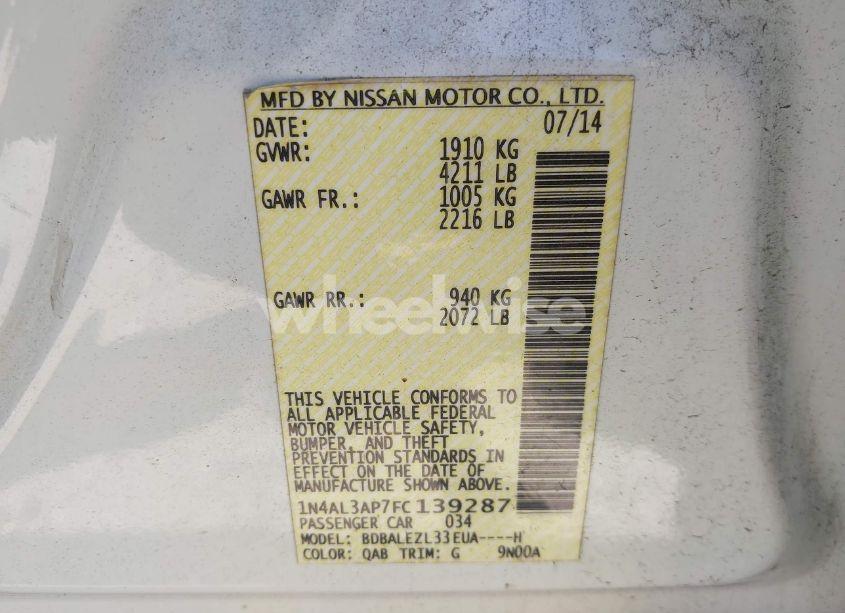 MFD BY NISSAN MOTOR CO., LTD.
DATE: 07/14
GVWR: 1910 KG
4211 LB
GAWR FR.: 1005 KG
2216 LB
GAWR RR.: 940 KG
2072 LB
wheelwise
THIS VEHICLE CONFORMS TO
ALL APPLICABLE FEDERAL
MOTOR VEHICLE SAFETY,
BUMPER, AND THEFT
PREVENTION STANDARDS IN
EFFECT ON THE DATE OF
MANUFACTURE SHOWN ABOVE.
1N4AL3AP7FC139287
PASSENGER CAR 034
MODEL: BDBALEZL33EUA----H
COLOR: QAB TRIM: G 9N00A